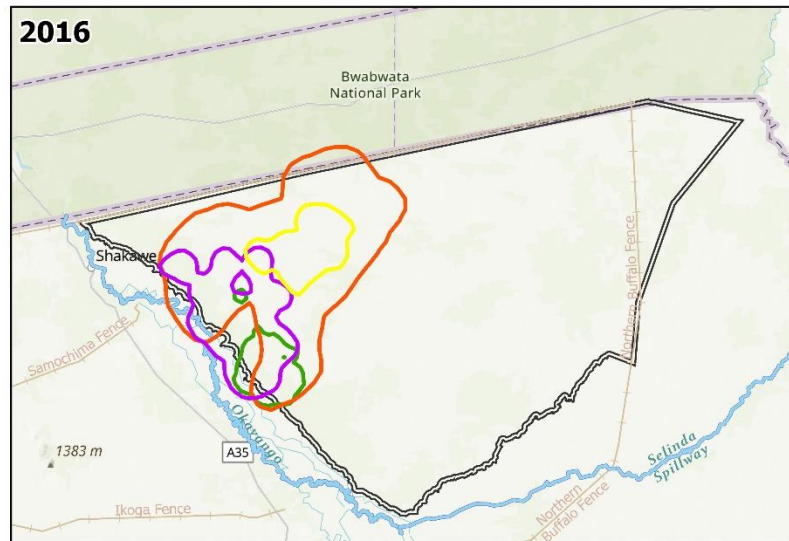 2016
Bwabwata
National Park
Shakawe
Samochima Fence
Northern Buffalo Fence
Okavango
A35
1383 m
Selinda
Spillway
Ikoga Fence
Northern
Buffalo Fence